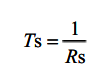 Ts = 1/Rs